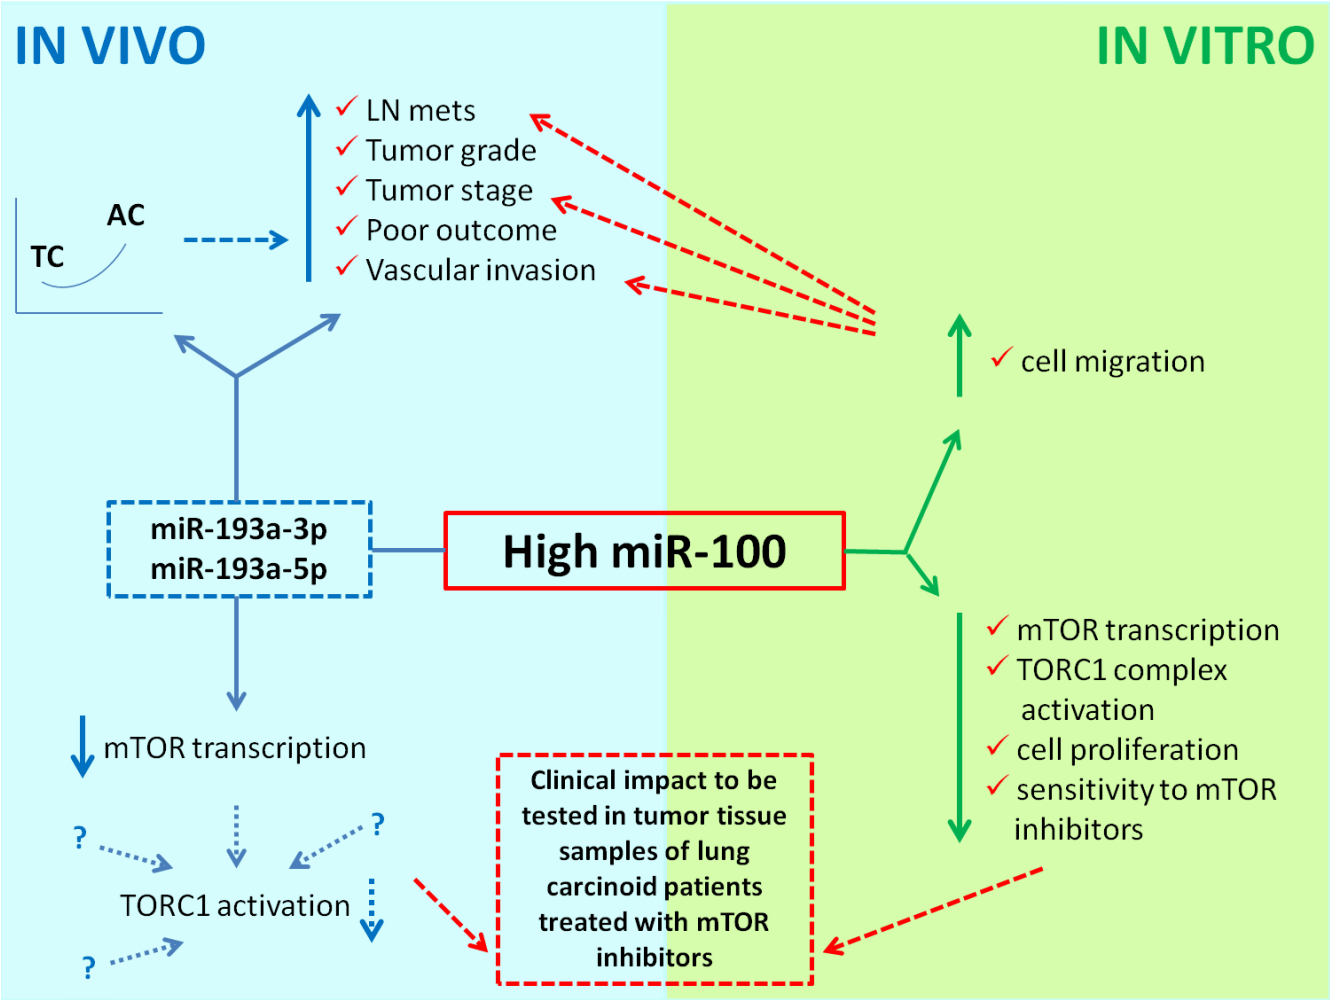 IN VIVO
IN VITRO
✓ LN mets
✓ Tumor grade
✓ Tumor stage
✓ Poor outcome
✓ Vascular invasion
AC
TC
✓ cell migration
miR-193a-3p
miR-193a-5p
High miR-100
✓ mTOR transcription
✓ TORC1 complex
activation
✓ cell proliferation
✓ sensitivity to mTOR
inhibitors
mTOR transcription
?
?
TORC1 activation
?
Clinical impact to be
tested in tumor tissue
samples of lung
carcinoid patients
treated with mTOR
inhibitors